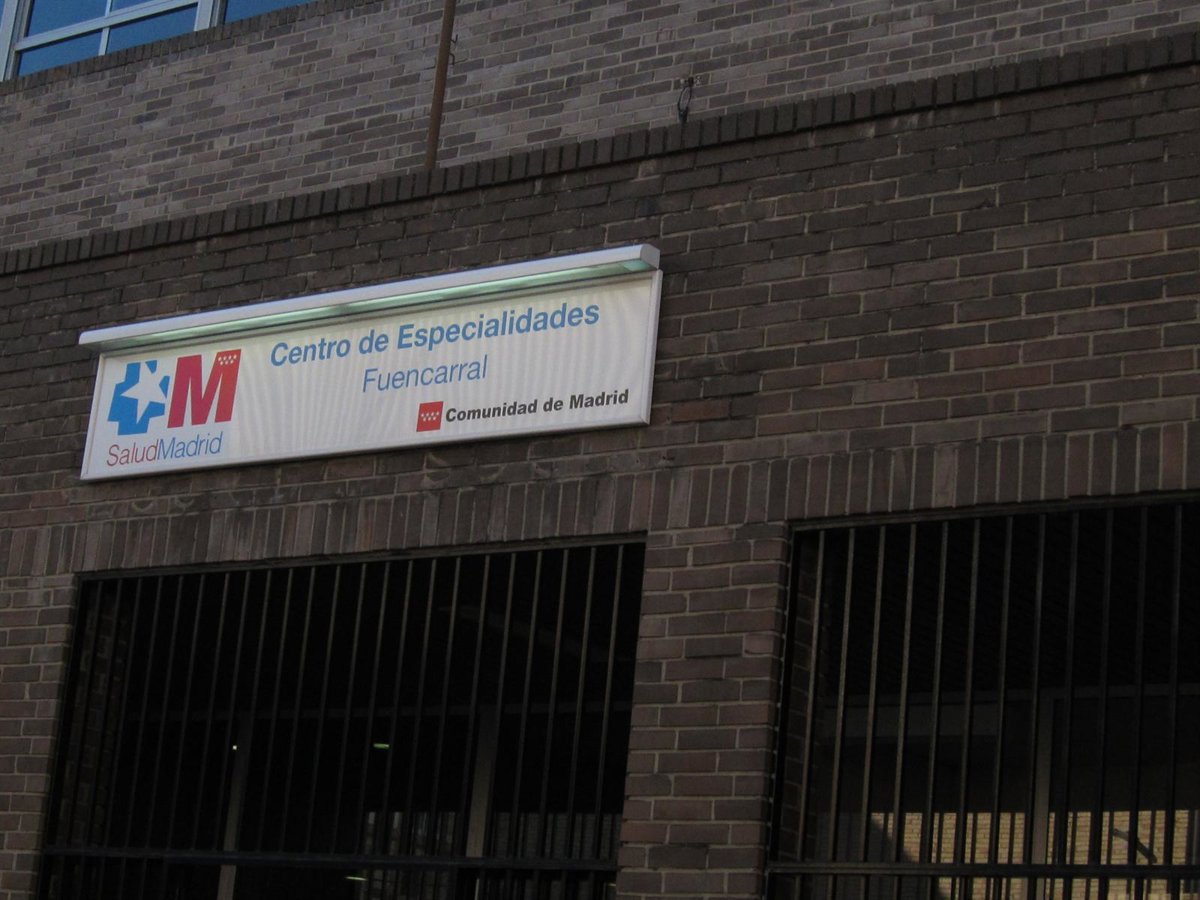 Centro de Especialidades
Fuencarral
M
SaludMadrid
Comunidad de Madrid